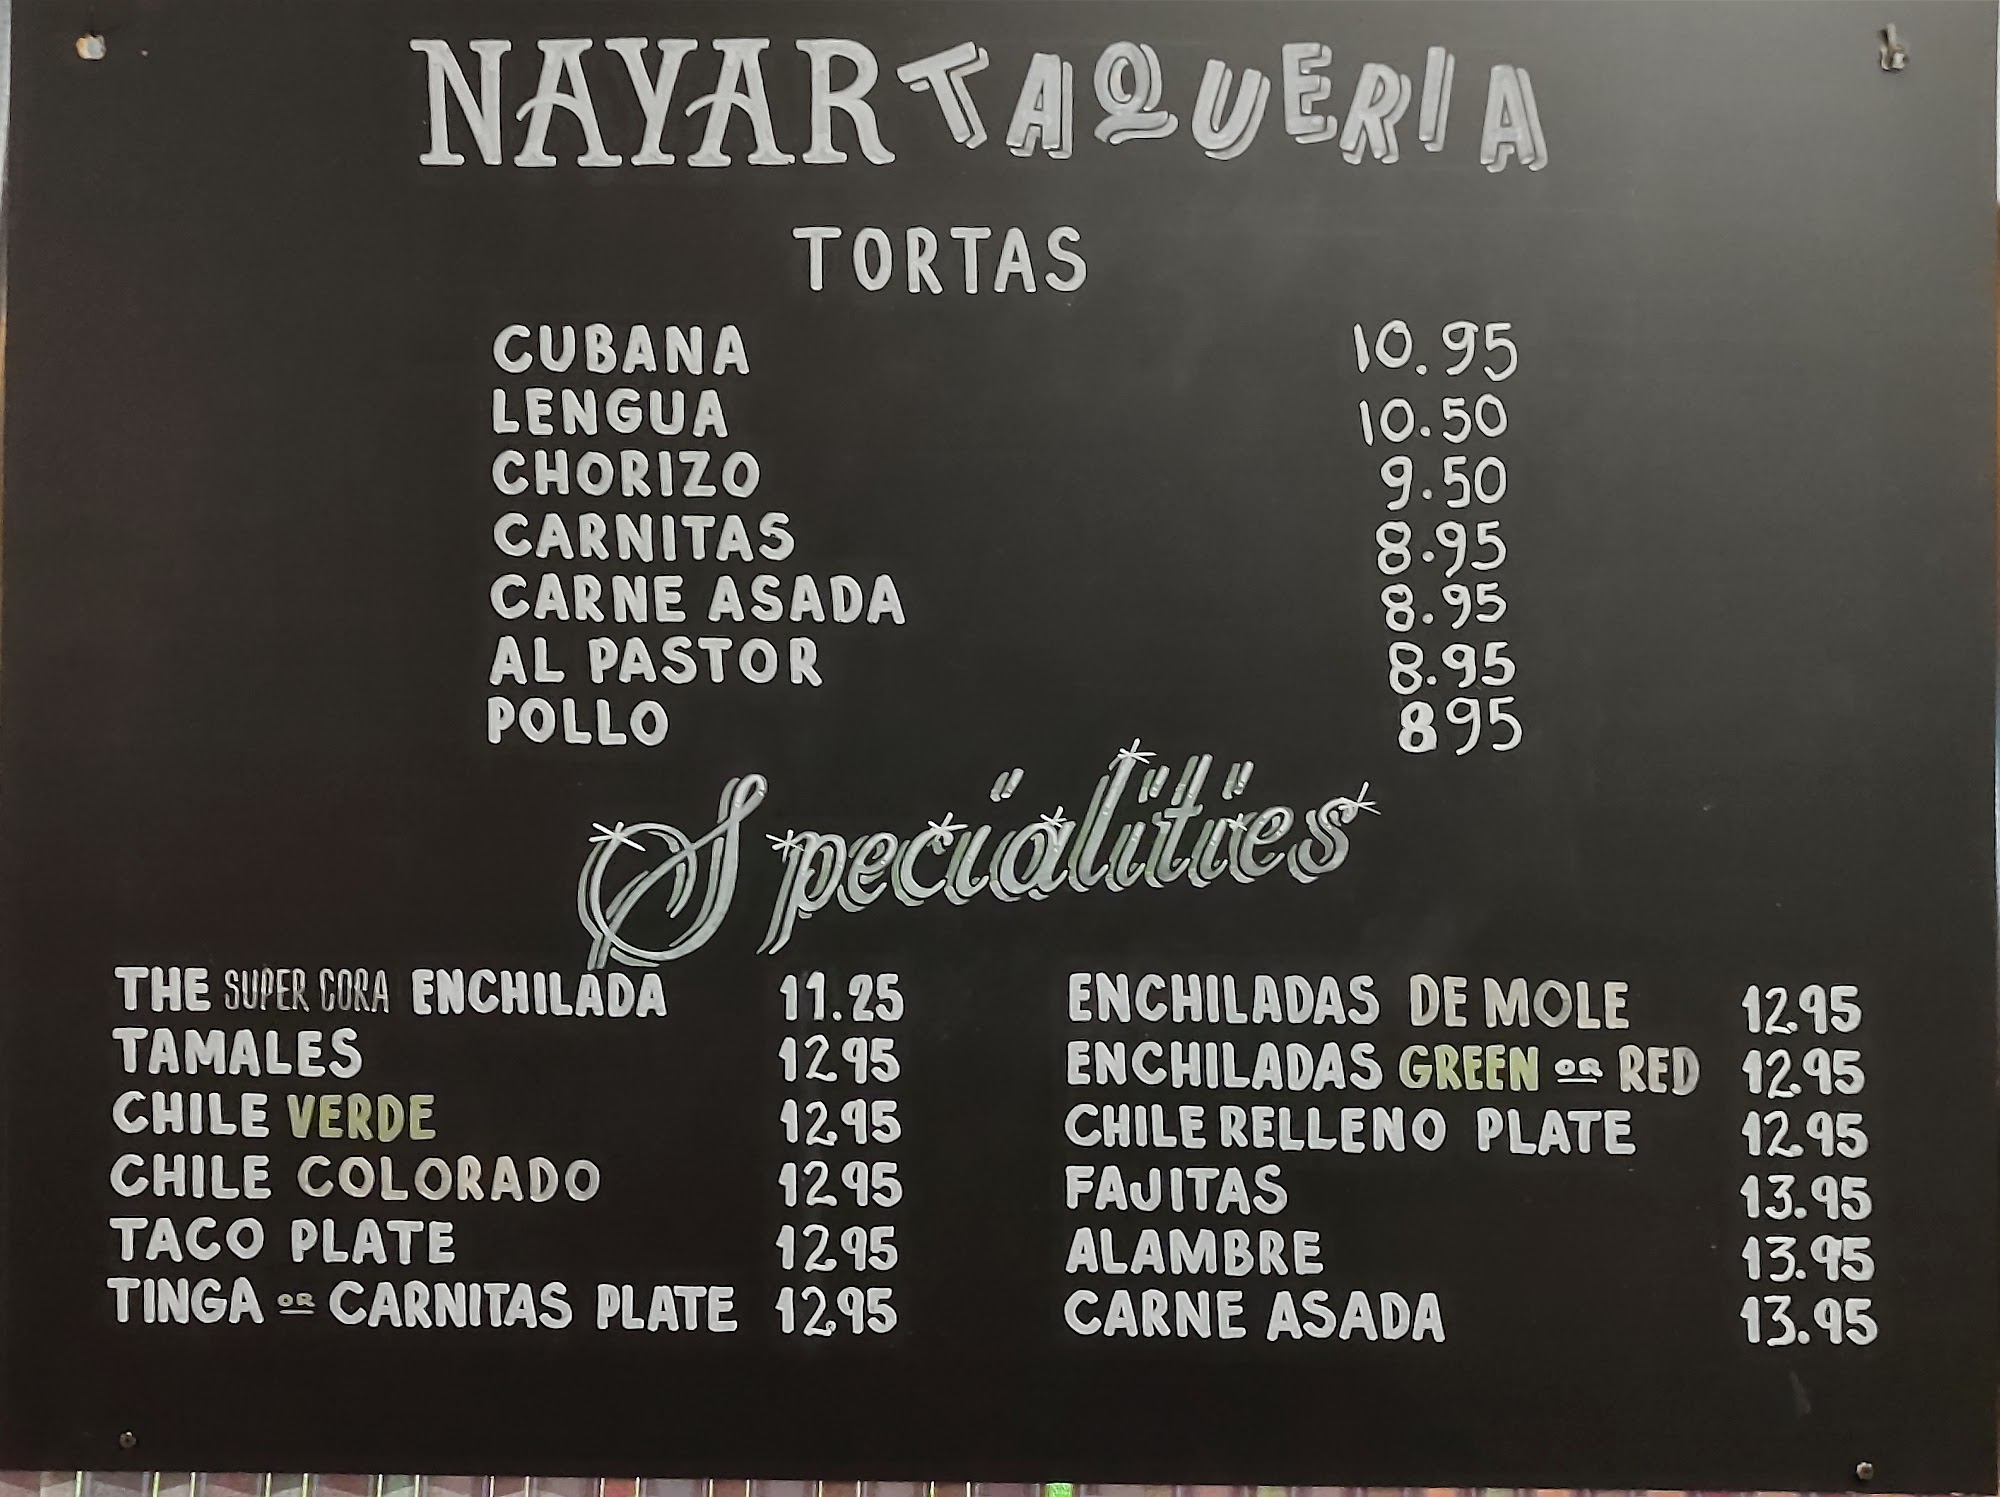 NAYAR TAQUERIA
TORTAS
CUBANA 10.95
LENGUA 10.50
CHORIZO 9.50
CARNITAS 8.95
CARNE ASADA 8.95
AL PASTOR 8.95
POLLO 895
Specialities
THE SUPER CORA ENCHILADA 11.25
TAMALES 12.95
CHILE VERDE 12.95
CHILE COLORADO 12.95
TACO PLATE 12.95
TINGA OR CARNITAS PLATE 12.95
ENCHILADAS DE MOLE 12.95
ENCHILADAS GREEN OR RED 12.95
CHILE RELLENO PLATE 12.95
FAJITAS 13.95
ALAMBRE 13.95
CARNE ASADA 13.95